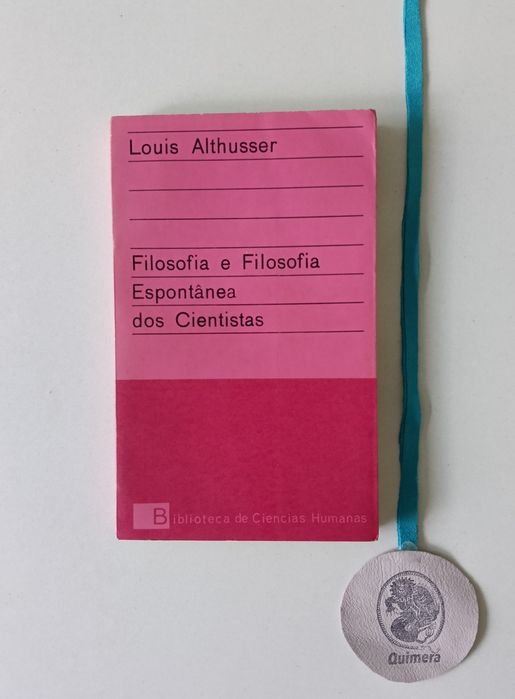 Louis Althusser
Filosofia e Filosofia
Espontânea
dos Cientistas
Biblioteca de Ciencias Humanas
Quimera